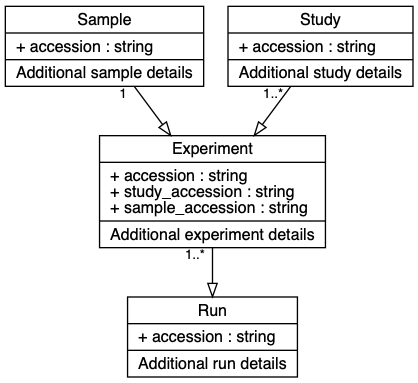 Sample
+ accession : string
Additional sample details
Study
+ accession : string
Additional study details
1
1..*
Experiment
+ accession : string
+ study_accession : string
+ sample_accession : string
Additional experiment details
1..*
Run
+ accession : string
Additional run details